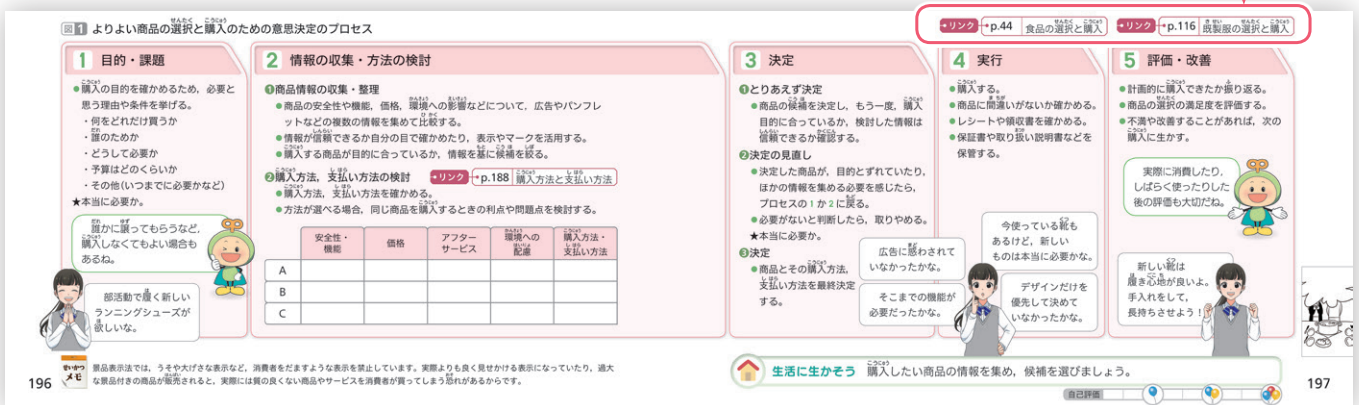 図1 よりよい商品の選択と購入のための意思決定のプロセス
リンク p.44 食品の選択と購入
リンク p.116 既製服の選択と購入
1 目的・課題
●購入の目的を確かめるため，必要と
思う理由や条件を挙げる。
・何をどれだけ買うか
・誰のためか
・どうして必要か
・予算はどのくらいか
・その他(いつまでに必要かなど)
★本当に必要か。
誰かに譲ってもらうなど，
購入しなくてもよい場合も
あるね。
部活動で履く新しい
ランニングシューズが
欲しいな。
2 情報の収集・方法の検討
❶商品情報の収集・整理
●商品の安全性や機能，価格，環境への影響などについて，広告やパンフレ
ットなどの複数の情報を集めて比較する。
●情報が信頼できるか自分の目で確かめたり，表示やマークを活用する。
●購入する商品が目的に合っているか，情報を基に候補を絞る。
❷購入方法，支払い方法の検討
リンク p.188 購入方法と支払い方法
●購入方法，支払い方法を確かめる。
●方法が選べる場合，同じ商品を購入するときの利点や問題点を検討する。
安全性・
機能
価格
アフター
サービス
環境への
配慮
購入方法・
支払い方法
A
B
C
3 決定
❶とりあえず決定
●商品の候補を決定し，もう一度，購入
目的に合っているか，検討した情報は
信頼できるか確認する。
❷決定の見直し
●決定した商品が，目的とずれていたり，
ほかの情報を集める必要を感じたら，
プロセスの1か2に戻る。
●必要がないと判断したら，取りやめる。
★本当に必要か。
❸決定
●商品とその購入方法，
支払い方法を最終決定
する。
広告に惑わされて
いなかったかな。
そこまでの機能が
必要だったかな。
4 実行
●購入する。
●商品に間違いがないか確かめる。
●レシートや領収書を確かめる。
●保証書や取り扱い説明書などを
保管する。
今使っている靴も
あるけど，新しい
ものは本当に必要かな。
デザインだけを
優先して決めて
いなかったかな。
5 評価・改善
●計画的に購入できたか振り返る。
●商品の選択の満足度を評価する。
●不満や改善することがあれば，次の
購入に生かす。
実際に消費したり，
しばらく使ったりした
後の評価も大切だね。
新しい靴は
履き心地が良いよ。
手入れをして，
長持ちさせよう！
196
せいかつ
メモ
景品表示法では，うそや大げさな表示など，消費者をだますような表示を禁止しています。実際よりも良く見せかける表示になっていたり，過大
な景品付きの商品が販売されると，実際には質の良くない商品やサービスを消費者が買ってしまう恐れがあるからです。
生活に生かそう 購入したい商品の情報を集め，候補を選びましょう。
自己評価
197